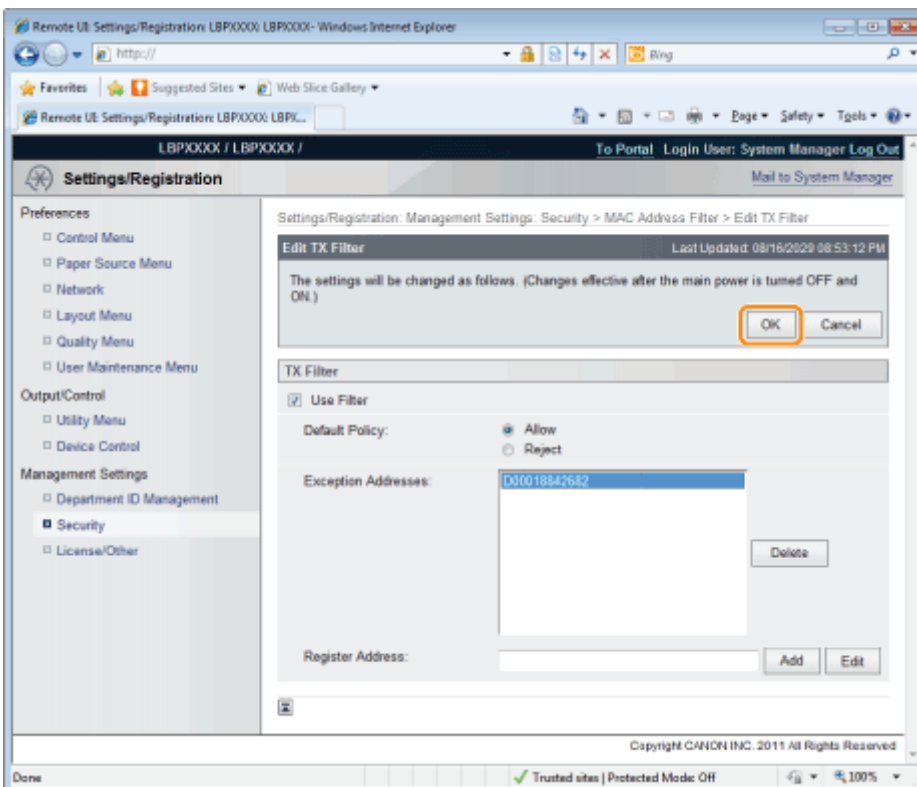 Remote UI: Settings/Registration: LBPXXXX: LBPXXXX- Windows Internet Explorer
http://
Bing
Favorites Suggested Sites Web Slice Gallery
Remote UI: Settings/Registration: LBPXXXX: LBPX... Page Safety Tools
LBPXXXX / LBPXXXX / To Portal Login User: System Manager Log Out
Settings/Registration Mail to System Manager
Preferences
Control Menu
Paper Source Menu
Network
Layout Menu
Quality Menu
User Maintenance Menu
Output/Control
Utility Menu
Device Control
Management Settings
Department ID Management
Security
License/Other
Settings/Registration: Management Settings: Security > MAC Address Filter > Edit TX Filter
Edit TX Filter Last Updated: 08/16/2029 08:53:12 PM
The settings will be changed as follows. (Changes effective after the main power is turned OFF and
ON.)
OK Cancel
TX Filter
Use Filter
Default Policy: Allow
Reject
Exception Addresses: D00018842682
Delete
Register Address: Add Edit
Copyright CANON INC. 2011 All Rights Reserved
Done Trusted sites | Protected Mode: Off 100%